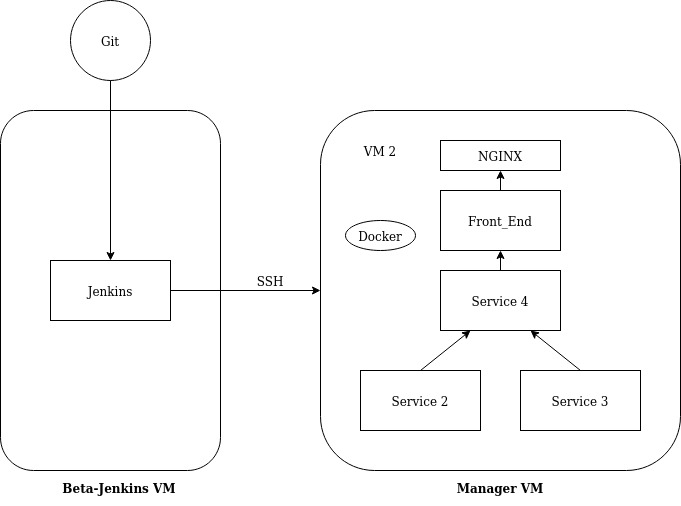 Git
VM 2
NGINX
Front_End
Docker
SSH
Jenkins
Service 4
Service 2
Service 3
Beta-Jenkins VM
Manager VM